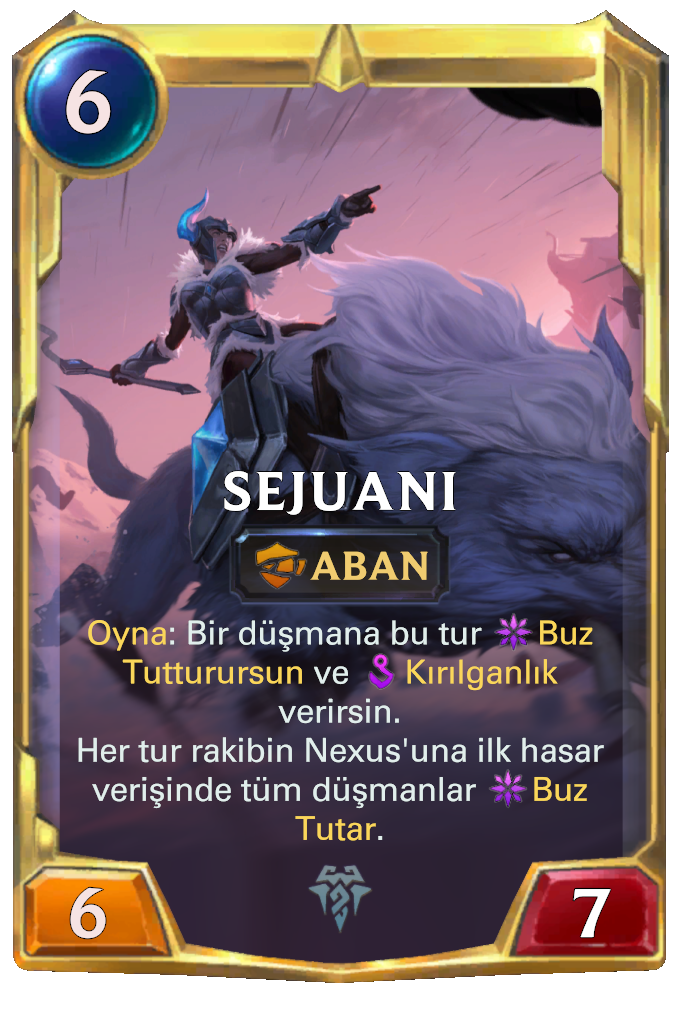 6
SEJUANI
ABAN
Oyna: Bir düşmana bu tur Buz
Tutturursun ve Kırılganlık
verirsin.
Her tur rakibin Nexus'una ilk hasar
verişinde tüm düşmanlar Buz
Tutar.
6 7